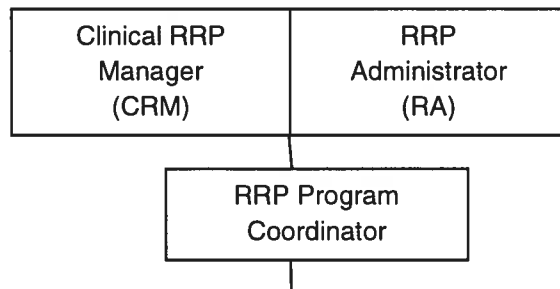 Clinical RRP
Manager
(CRM)
RRP
Administrator
(RA)
RRP Program
Coordinator